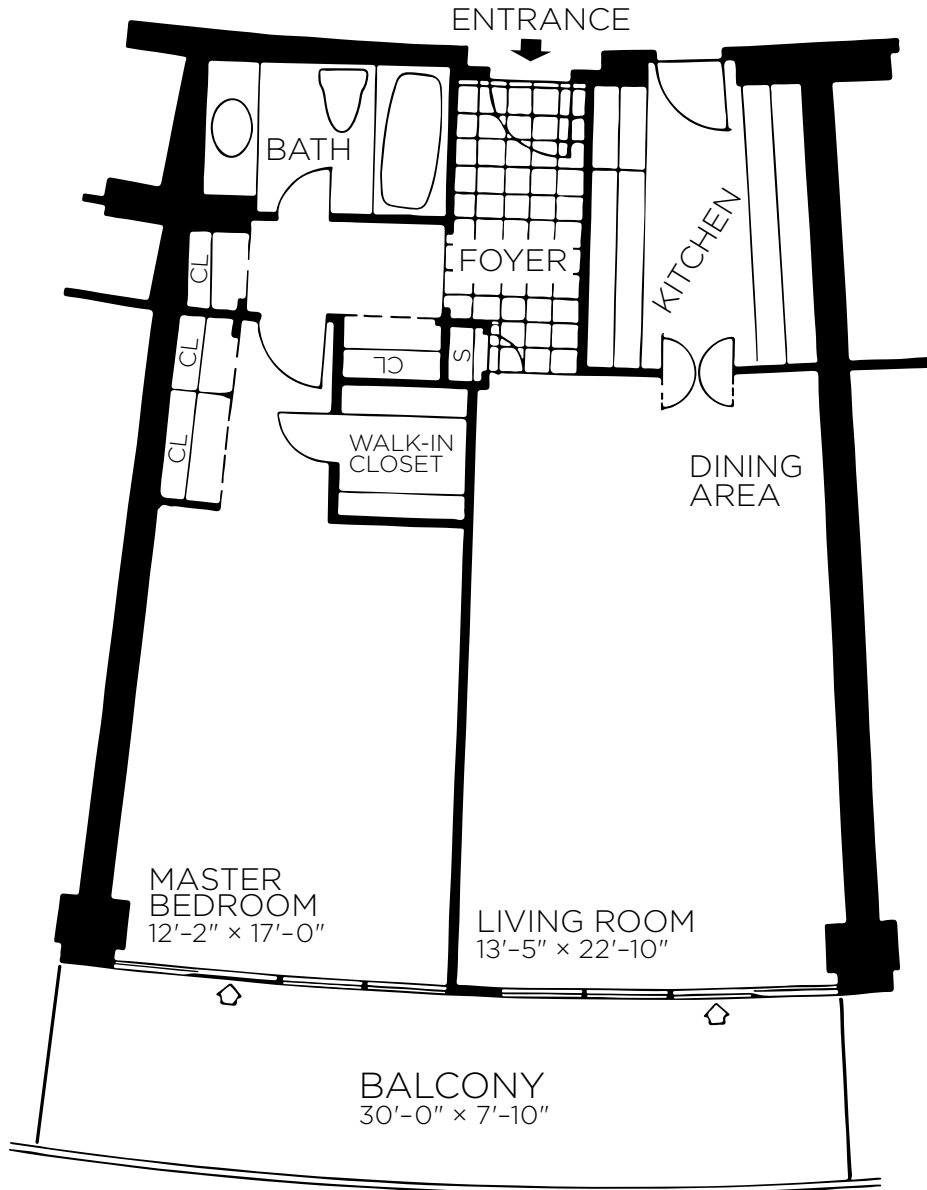 ENTRANCE
BATH
FOYER
KITCHEN
CL
CL
CL
CL
S
WALK-IN
CLOSET
DINING
AREA
MASTER
BEDROOM
12'-2" × 17'-0"
LIVING ROOM
13'-5" × 22'-10"
BALCONY
30'-0" × 7'-10"